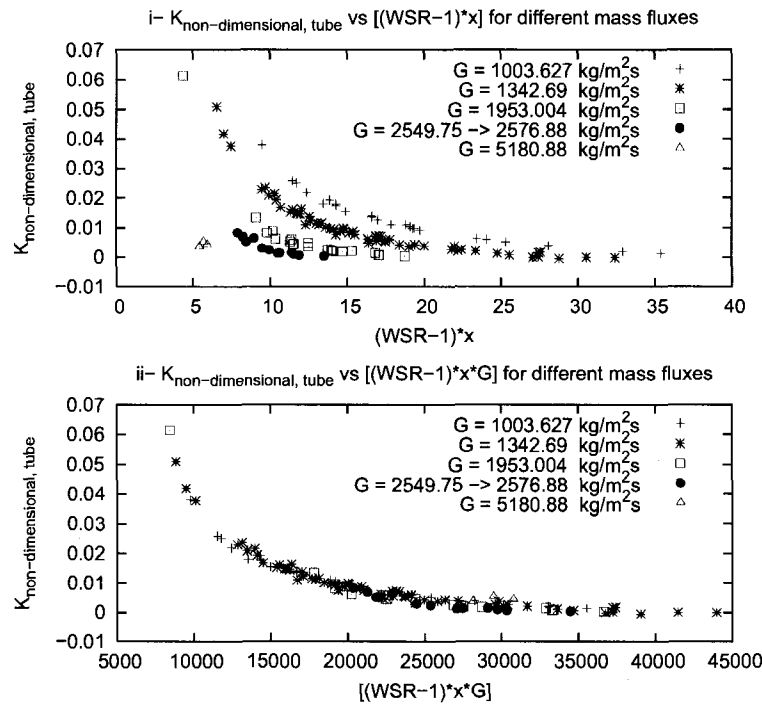 i− K non−dimensional, tube vs [(WSR−1)*x] for different mass fluxes
K non−dimensional, tube
0.07
0.06
0.05
0.04
0.03
0.02
0.01
0
−0.01
G = 1003.627 kg/m²s
G = 1342.69 kg/m²s
G = 1953.004 kg/m²s
G = 2549.75 −> 2576.88 kg/m²s
G = 5180.88 kg/m²s
0 5 10 15 20 25 30 35 40
(WSR−1)*x
ii− K non−dimensional, tube vs [(WSR−1)*x*G] for different mass fluxes
K non−dimensional, tube
0.07
0.06
0.05
0.04
0.03
0.02
0.01
0
−0.01
G = 1003.627 kg/m²s
G = 1342.69 kg/m²s
G = 1953.004 kg/m²s
G = 2549.75 −> 2576.88 kg/m²s
G = 5180.88 kg/m²s
5000 10000 15000 20000 25000 30000 35000 40000 45000
[(WSR−1)*x*G]